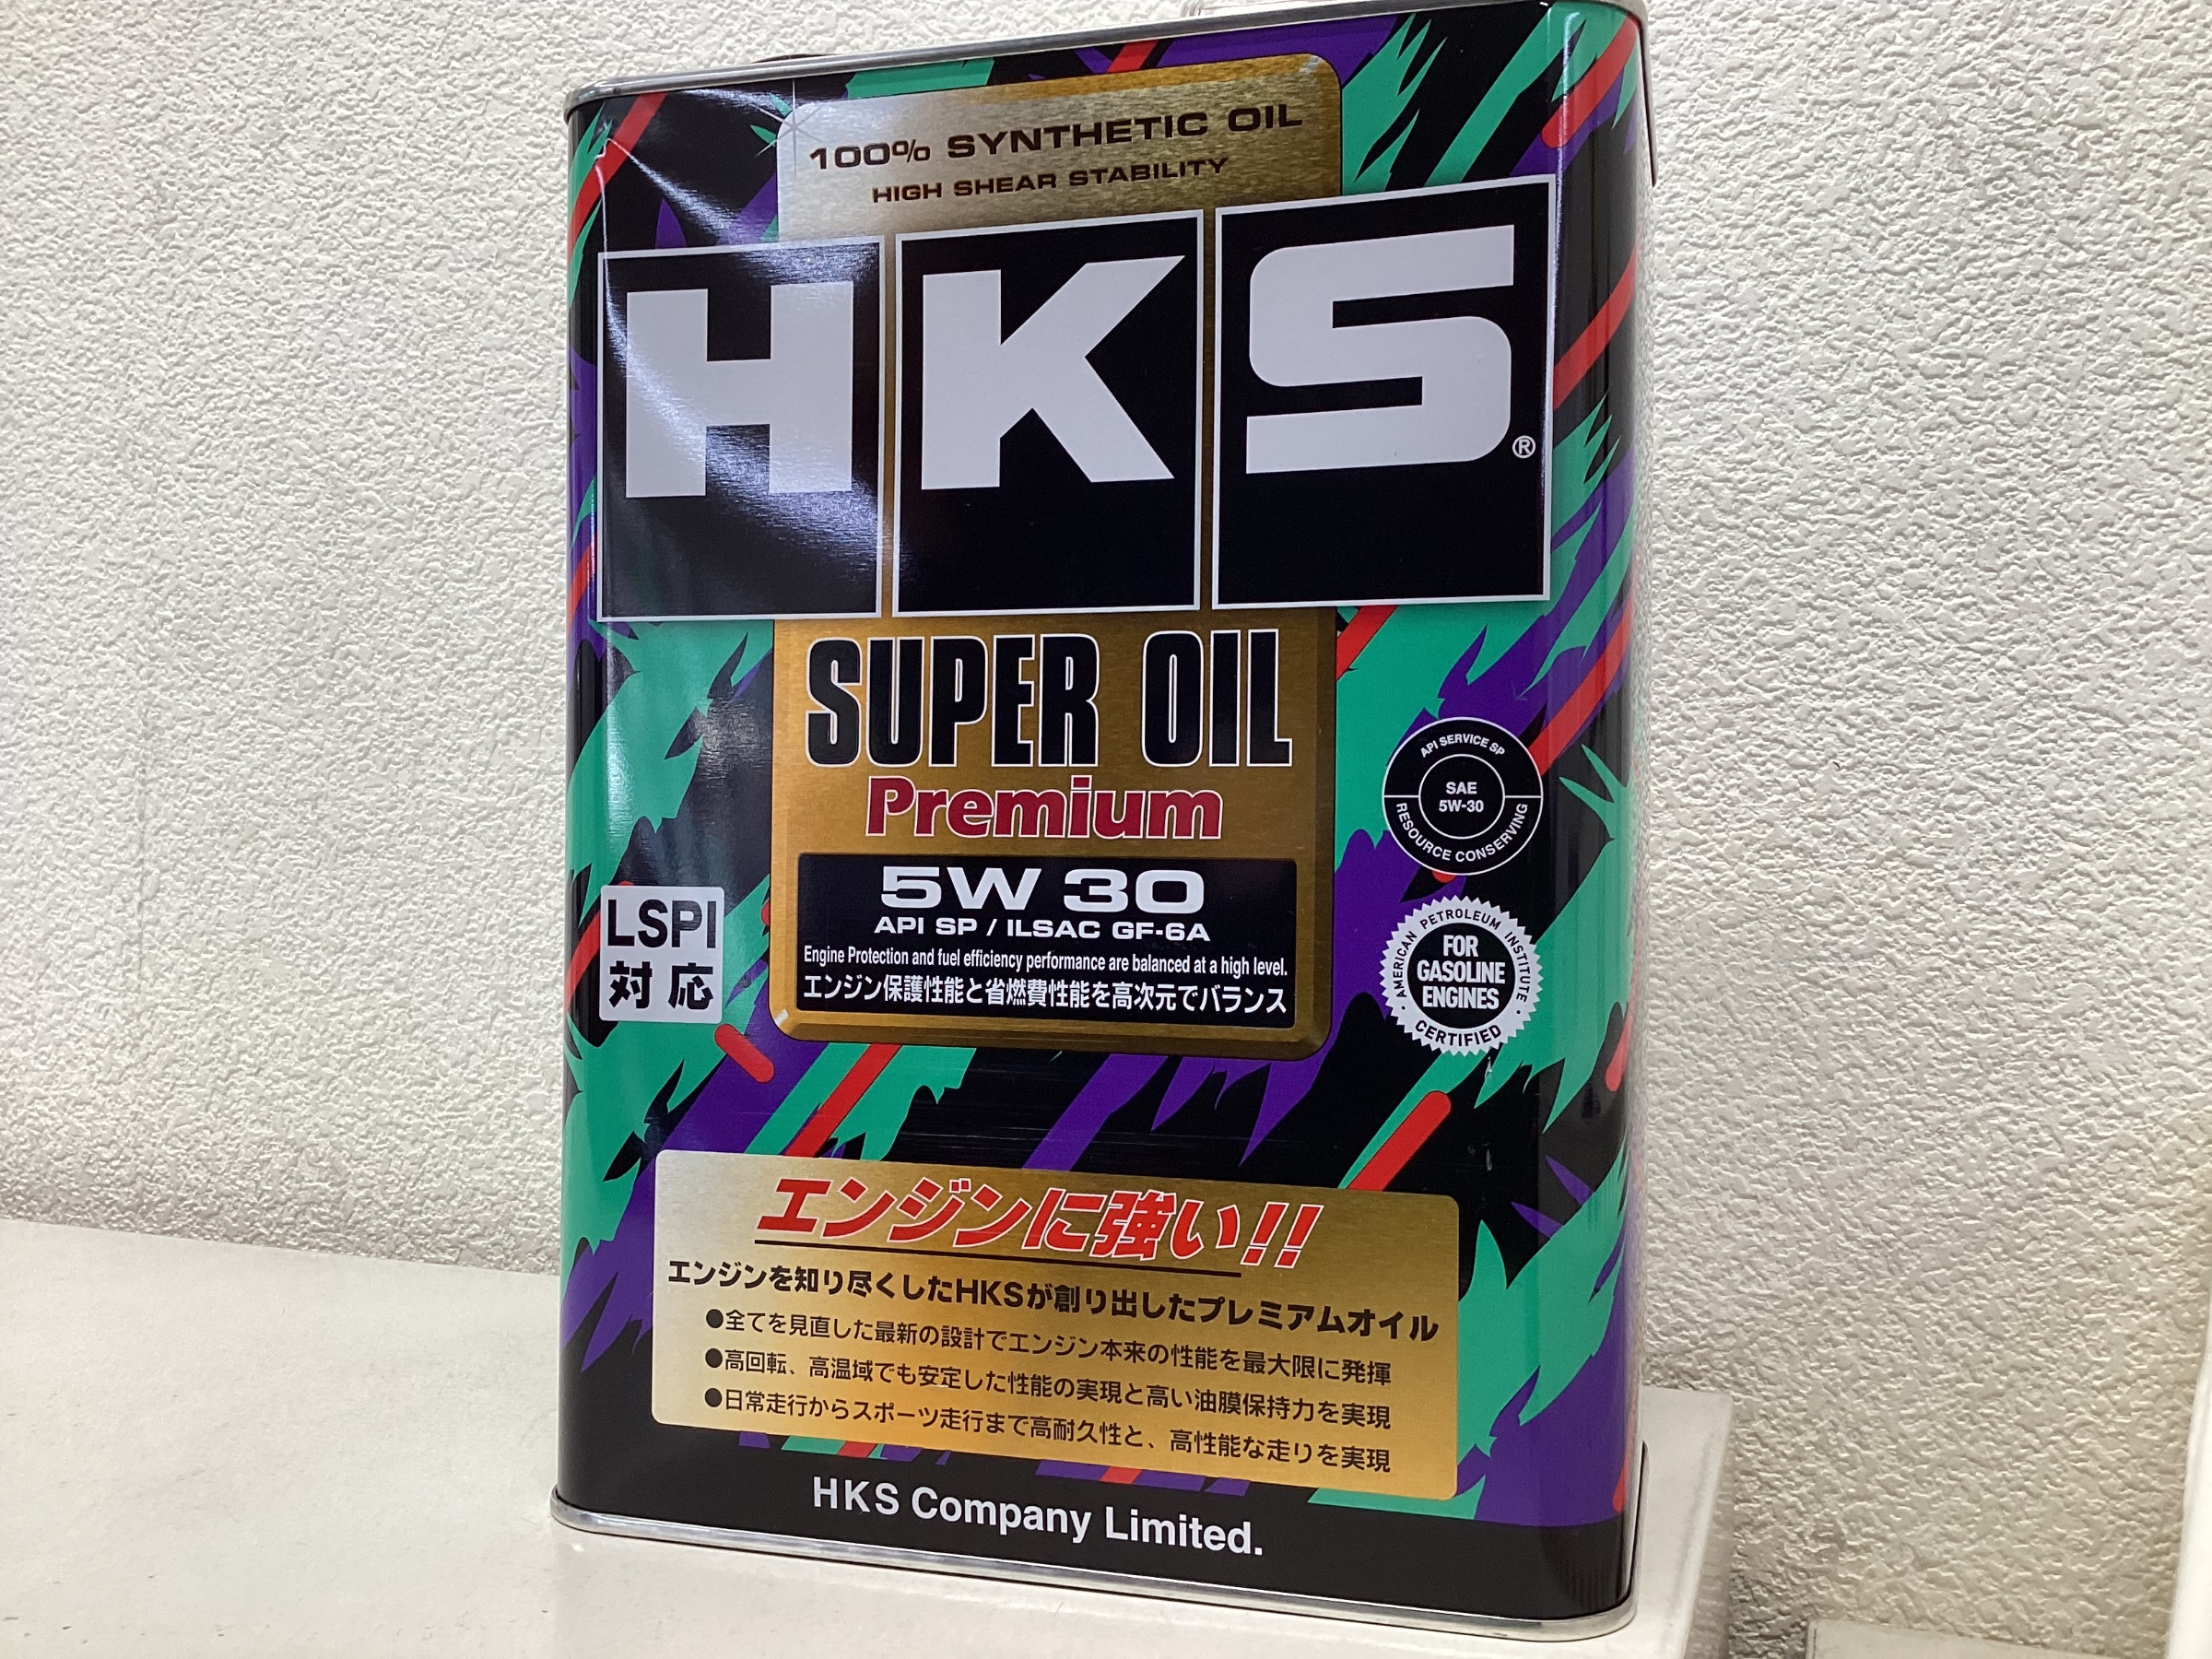 100% SYNTHETIC OIL
HIGH SHEAR STABILITY
HKS®
SUPER OIL
Premium
5W 30
API SP / ILSAC GF-6A
Engine Protection and fuel efficiency performance are balanced at a high level.
エンジン保護性能と省燃費性能を高次元でバランス
LSPI
対応
API SERVICE SP
SAE
5W-30
RESOURCE CONSERVING
AMERICAN PETROLEUM INSTITUTE
FOR
GASOLINE
ENGINES
CERTIFIED
エンジンに強い!!
エンジンを知り尽くしたHKSが創り出したプレミアムオイル
●全てを見直した最新の設計でエンジン本来の性能を最大限に発揮
●高回転、高温域でも安定した性能の実現と高い油膜保持力を実現
●日常走行からスポーツ走行まで高耐久性と、高性能な走りを実現
HKS Company Limited.